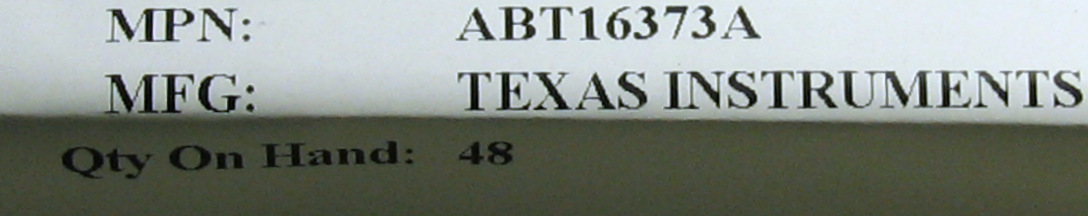 MPN: ABT16373A
MFG: TEXAS INSTRUMENTS
Qty On Hand: 48